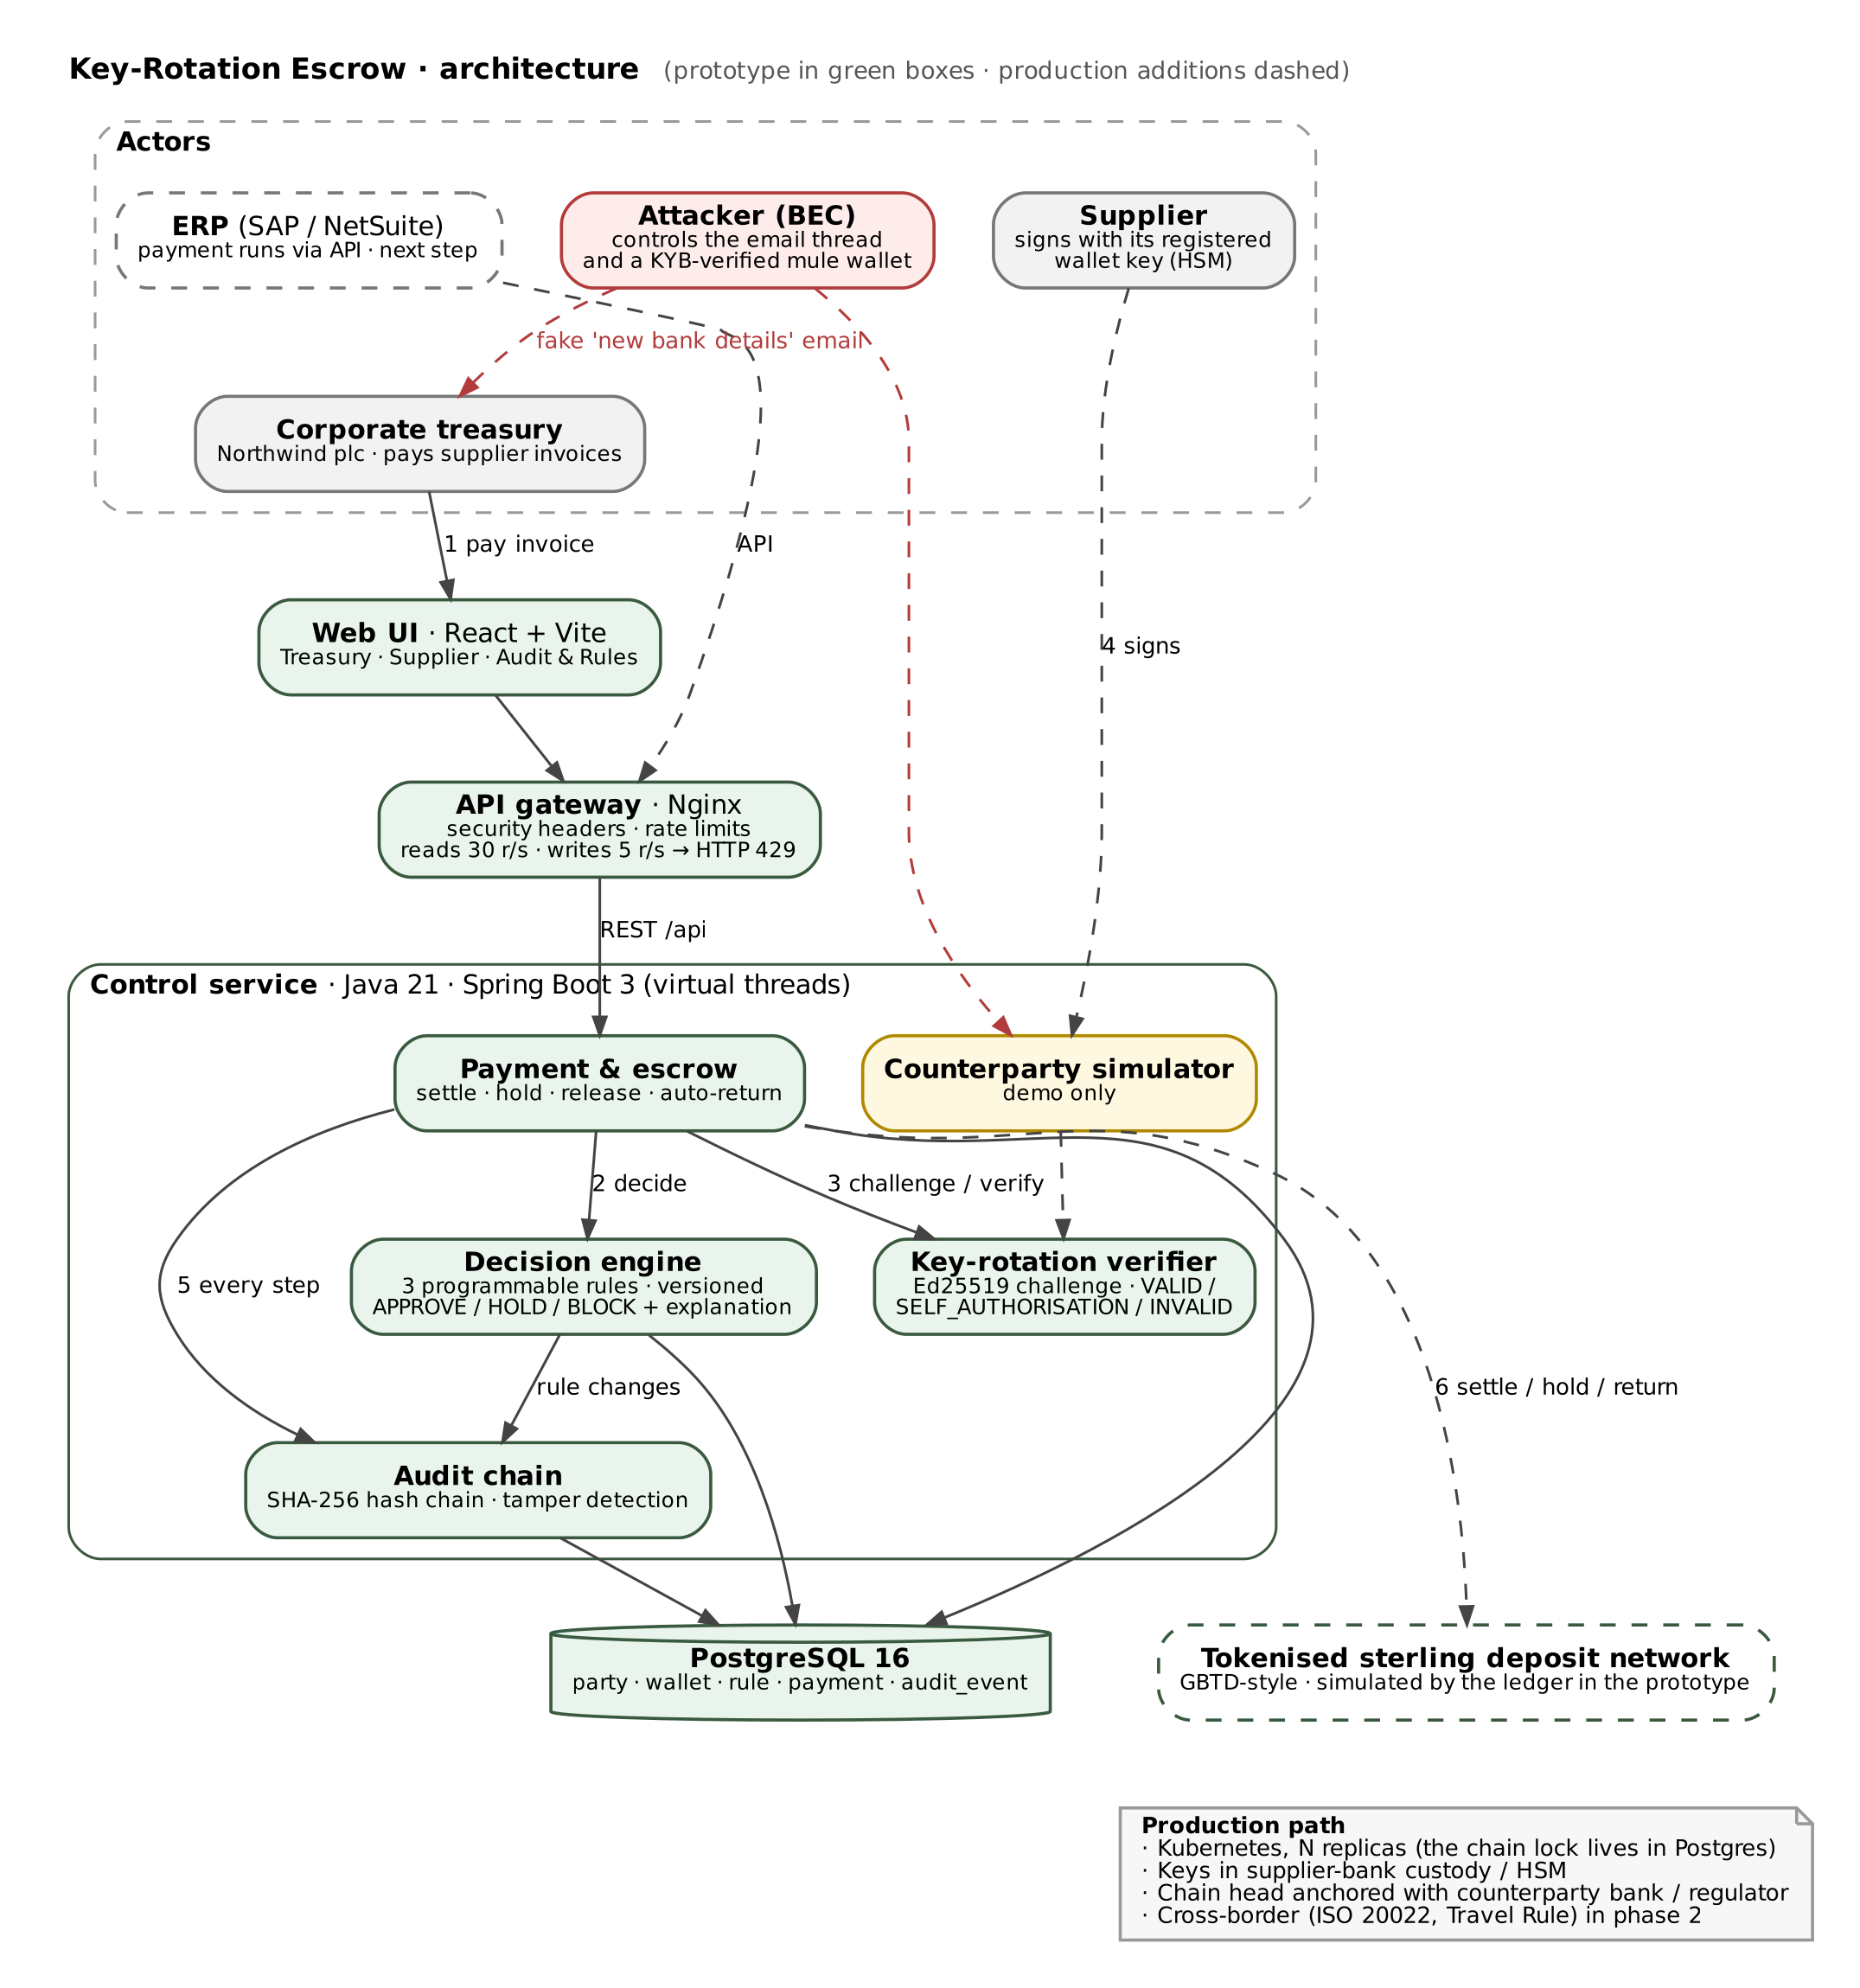 Key-Rotation Escrow · architecture (prototype in green boxes · production additions dashed)
Actors
ERP (SAP / NetSuite)
payment runs via API · next step
Attacker (BEC)
controls the email thread
and a KYB-verified mule wallet
Supplier
signs with its registered
wallet key (HSM)
fake 'new bank details' email
Corporate treasury
Northwind plc · pays supplier invoices
1 pay invoice
API
Web UI · React + Vite
Treasury · Supplier · Audit & Rules
4 signs
API gateway · Nginx
security headers · rate limits
reads 30 r/s · writes 5 r/s → HTTP 429
REST /api
Control service · Java 21 · Spring Boot 3 (virtual threads)
Payment & escrow
settle · hold · release · auto-return
Counterparty simulator
demo only
2 decide
3 challenge / verify
5 every step
Decision engine
3 programmable rules · versioned
APPROVE / HOLD / BLOCK + explanation
Key-rotation verifier
Ed25519 challenge · VALID /
SELF_AUTHORISATION / INVALID
rule changes
6 settle / hold / return
Audit chain
SHA-256 hash chain · tamper detection
PostgreSQL 16
party · wallet · rule · payment · audit_event
Tokenised sterling deposit network
GBTD-style · simulated by the ledger in the prototype
Production path
· Kubernetes, N replicas (the chain lock lives in Postgres)
· Keys in supplier-bank custody / HSM
· Chain head anchored with counterparty bank / regulator
· Cross-border (ISO 20022, Travel Rule) in phase 2